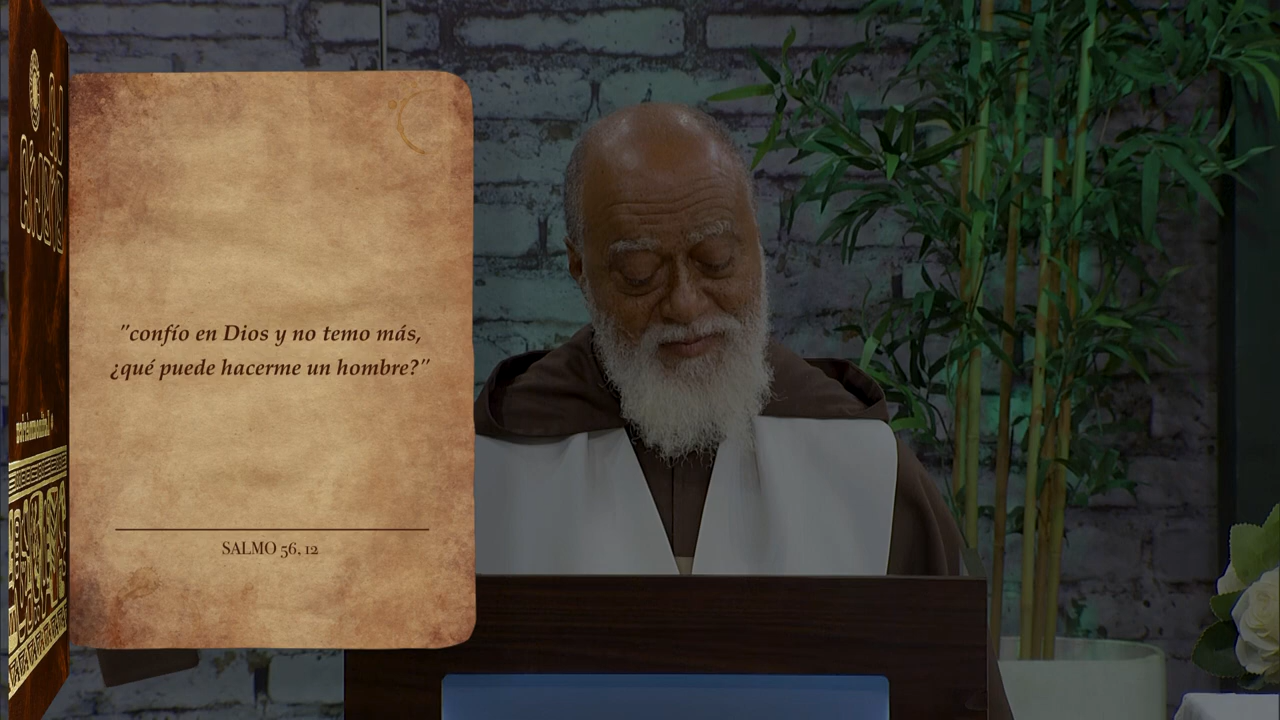 "confío en Dios y no temo más,
¿qué puede hacerme un hombre?"
SALMO 56, 12